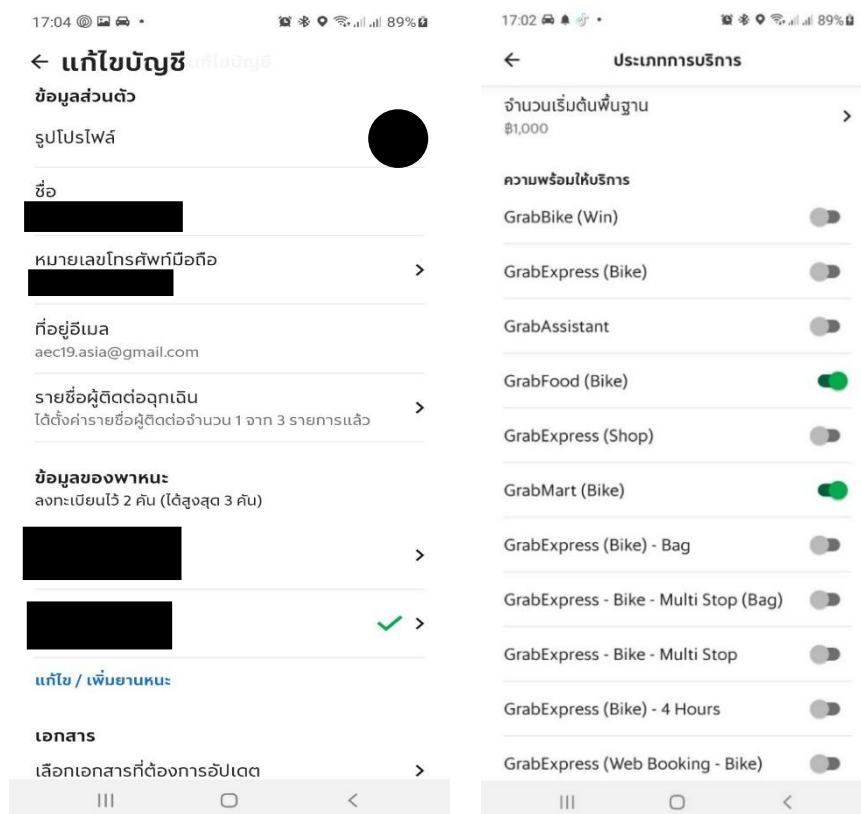 17:04 89%
← แก้ไขบัญชี แก้ไขบัญชี
ข้อมูลส่วนตัว
รูปโปรไฟล์
ชื่อ
หมายเลขโทรศัพท์มือถือ
ที่อยู่อีเมล
aec19.asia@gmail.com
รายชื่อผู้ติดต่อฉุกเฉิน
ได้ตั้งค่ารายชื่อผู้ติดต่อจำนวน 1 จาก 3 รายการแล้ว
ข้อมูลของพาหนะ
ลงทะเบียนไว้ 2 คัน (ได้สูงสุด 3 คัน)
แก้ไข / เพิ่มยานหนะ
เอกสาร
เลือกเอกสารที่ต้องการอัปเดต
17:02 89%
← ประเภทการบริการ
จำนวนเริ่มต้นพื้นฐาน
฿1,000
ความพร้อมให้บริการ
GrabBike (Win)
GrabExpress (Bike)
GrabAssistant
GrabFood (Bike)
GrabExpress (Shop)
GrabMart (Bike)
GrabExpress (Bike) - Bag
GrabExpress - Bike - Multi Stop (Bag)
GrabExpress - Bike - Multi Stop
GrabExpress (Bike) - 4 Hours
GrabExpress (Web Booking - Bike)